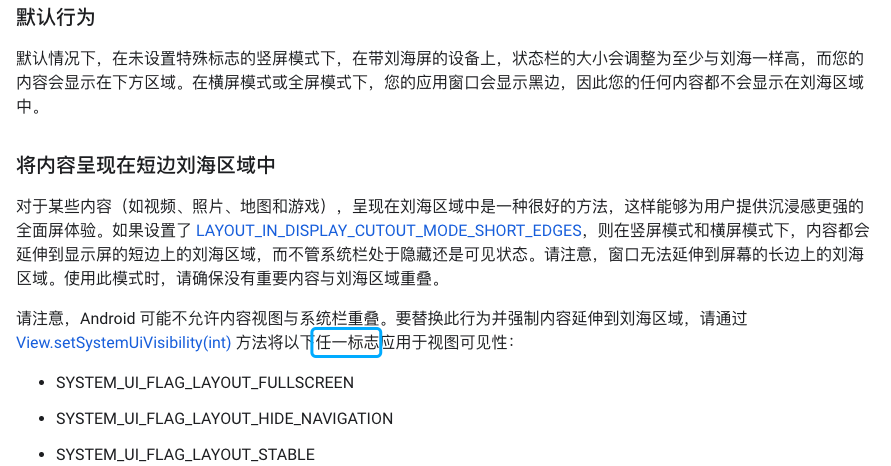 默认行为
默认情况下，在未设置特殊标志的竖屏模式下，在带刘海屏的设备上，状态栏的大小会调整为至少与刘海一样高，而您的
内容会显示在下方区域。在横屏模式或全屏模式下，您的应用窗口会显示黑边，因此您的任何内容都不会显示在刘海区域
中。
将内容呈现在短边刘海区域中
对于某些内容（如视频、照片、地图和游戏），呈现在刘海区域中是一种很好的方法，这样能够为用户提供沉浸感更强的
全面屏体验。如果设置了 LAYOUT_IN_DISPLAY_CUTOUT_MODE_SHORT_EDGES，则在竖屏模式和横屏模式下，内容都会
延伸到显示屏的短边上的刘海区域，而不管系统栏处于隐藏还是可见状态。请注意，窗口无法延伸到屏幕的长边上的刘海
区域。使用此模式时，请确保没有重要内容与刘海区域重叠。
请注意，Android 可能不允许内容视图与系统栏重叠。要替换此行为并强制内容延伸到刘海区域，请通过
View.setSystemUiVisibility(int) 方法将以下任一标志应用于视图可见性：
• SYSTEM_UI_FLAG_LAYOUT_FULLSCREEN
• SYSTEM_UI_FLAG_LAYOUT_HIDE_NAVIGATION
• SYSTEM_UI_FLAG_LAYOUT_STABLE